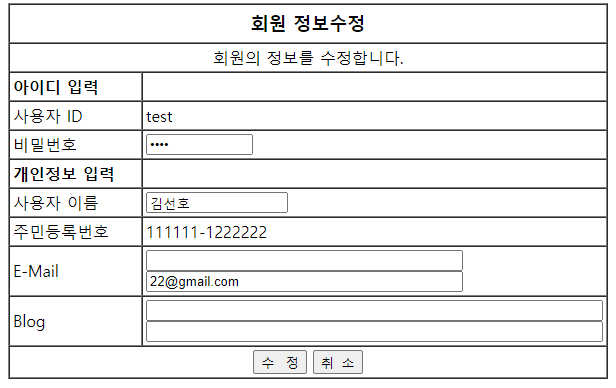 회원 정보수정
회원의 정보를 수정합니다.
아이디 입력
사용자 ID test
비밀번호 ••••
개인정보 입력
사용자 이름 김선호
주민등록번호 111111-1222222
E-Mail
22@gmail.com
Blog
수 정 취 소